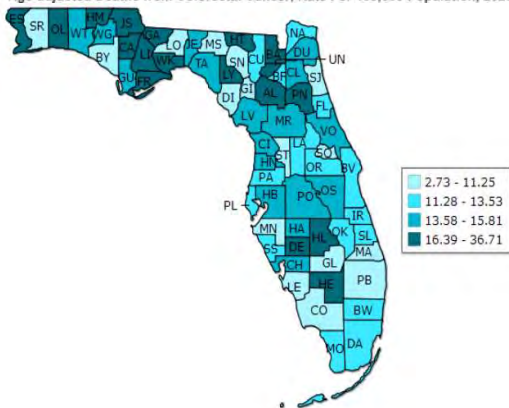 ES
SR
OL
WT
HM
JS
WG
BY
CA
GU
LI
FR
GA
WK
LO
JE
TA
MS
HT
SN
LY
DI
CU
GI
BA
BF
UN
NA
DU
CL
SJ
AL
PN
FL
LV
MR
VO
CI
LA
ST
HN
OR
BV
PA
PL
HB
PO
OS
IR
MN
HA
OK
SL
SS
DE
HL
MA
CH
GL
LE
HE
PB
CO
BW
MO
DA
2.73 - 11.25
11.28 - 13.53
13.58 - 15.81
16.39 - 36.71